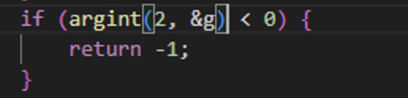 if (argint(2, &g) < 0) {
    return -1;
}